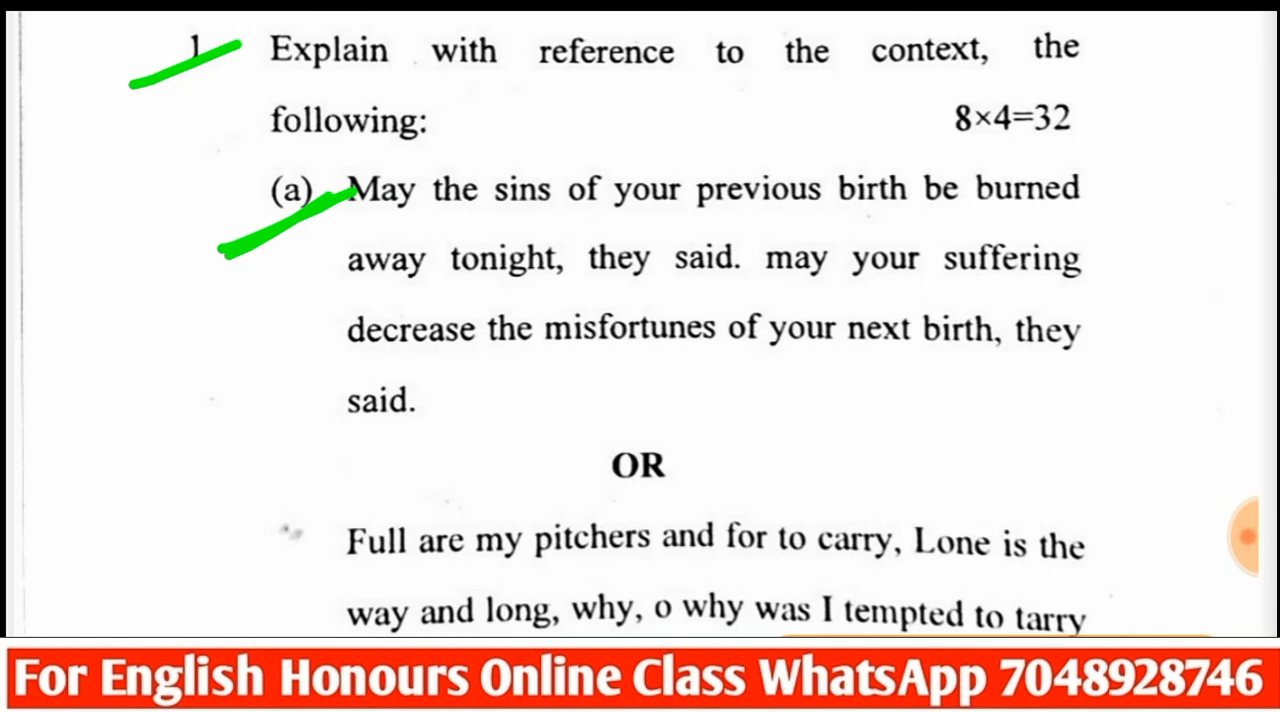 1 Explain with reference to the context, the
following: 8×4=32
(a) May the sins of your previous birth be burned
away tonight, they said. may your suffering
decrease the misfortunes of your next birth, they
said.
OR
Full are my pitchers and for to carry, Lone is the
way and long, why, o why was I tempted to tarry
For English Honours Online Class WhatsApp 7048928746